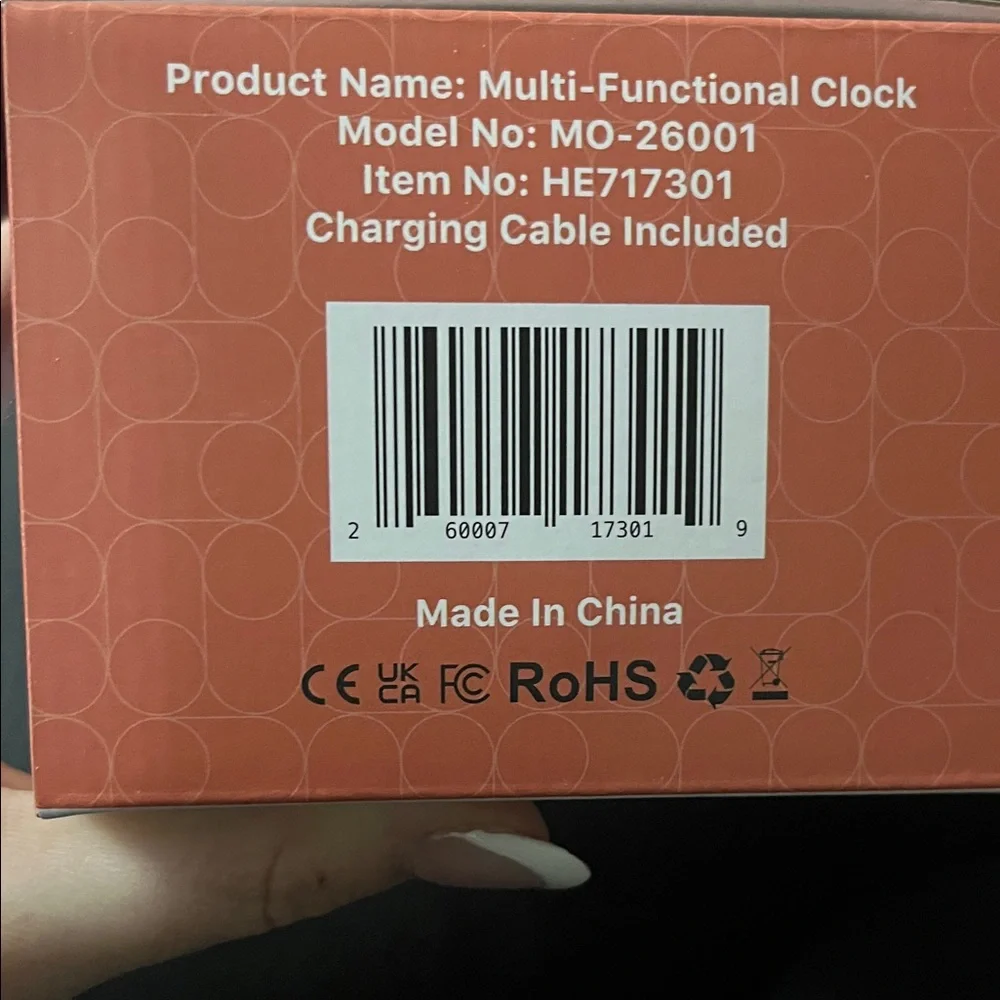 Product Name: Multi-Functional Clock
Model No: MO-26001
Item No: HE717301
Charging Cable Included
2 60007 17301 9
Made In China
CE UK CA FC RoHS